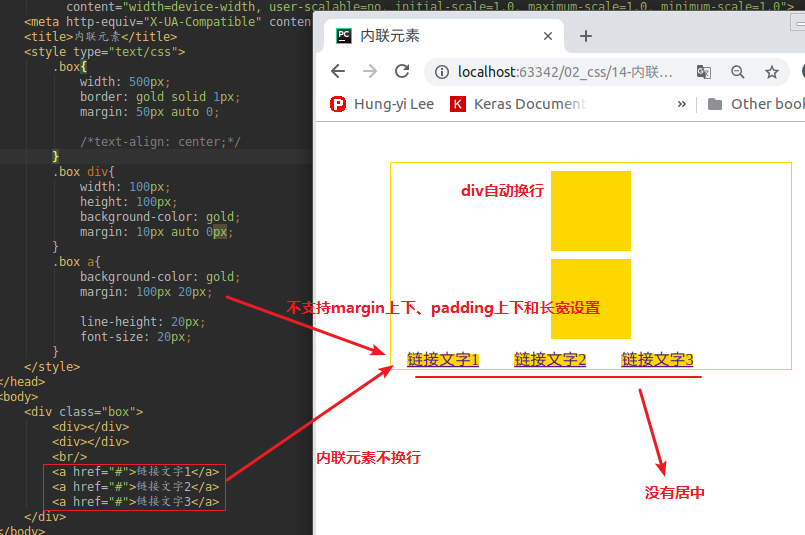 content="width=device-width, user-scalable=no, initial-scale=1.0, maximum-scale=1.0, minimum-scale=1.0">
<meta http-equiv="X-UA-Compatible" conten
<title>内联元素</title>
<style type="text/css">
.box{
width: 500px;
border: gold solid 1px;
margin: 50px auto 0;
/*text-align: center;*/
}
.box div{
width: 100px;
height: 100px;
background-color: gold;
margin: 10px auto 0px;
}
.box a{
background-color: gold;
margin: 100px 20px;
line-height: 20px;
font-size: 20px;
}
</style>
</head>
<body>
<div class="box">
<div></div>
<div></div>
<br/>
<a href="#">链接文字1</a>
<a href="#">链接文字2</a>
<a href="#">链接文字3</a>
</div>
</body>
PC 内联元素
localhost:63342/02_css/14-内联...
Hung-yi Lee K Keras Document » Other book
div自动换行
不支持margin上下、padding上下和长宽设置
链接文字1 链接文字2 链接文字3
内联元素不换行
没有居中